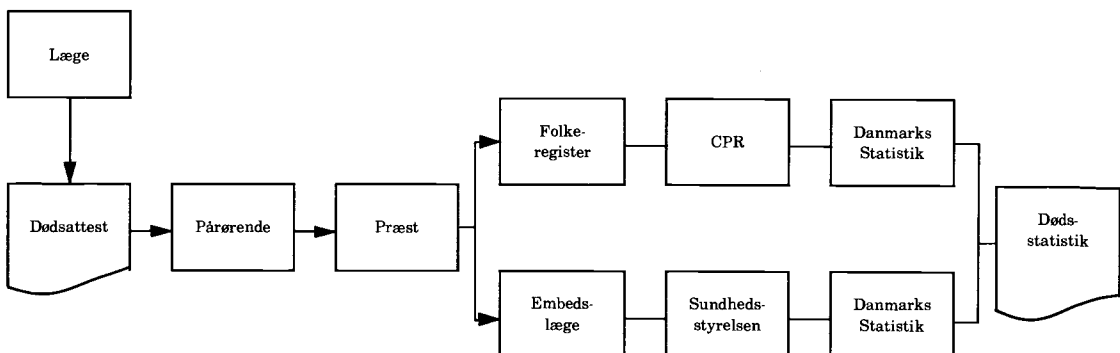 Læge
Dødsattest
Pårørende
Præst
Folke-
register
CPR
Danmarks
Statistik
Embeds-
læge
Sundheds-
styrelsen
Danmarks
Statistik
Døds-
statistik